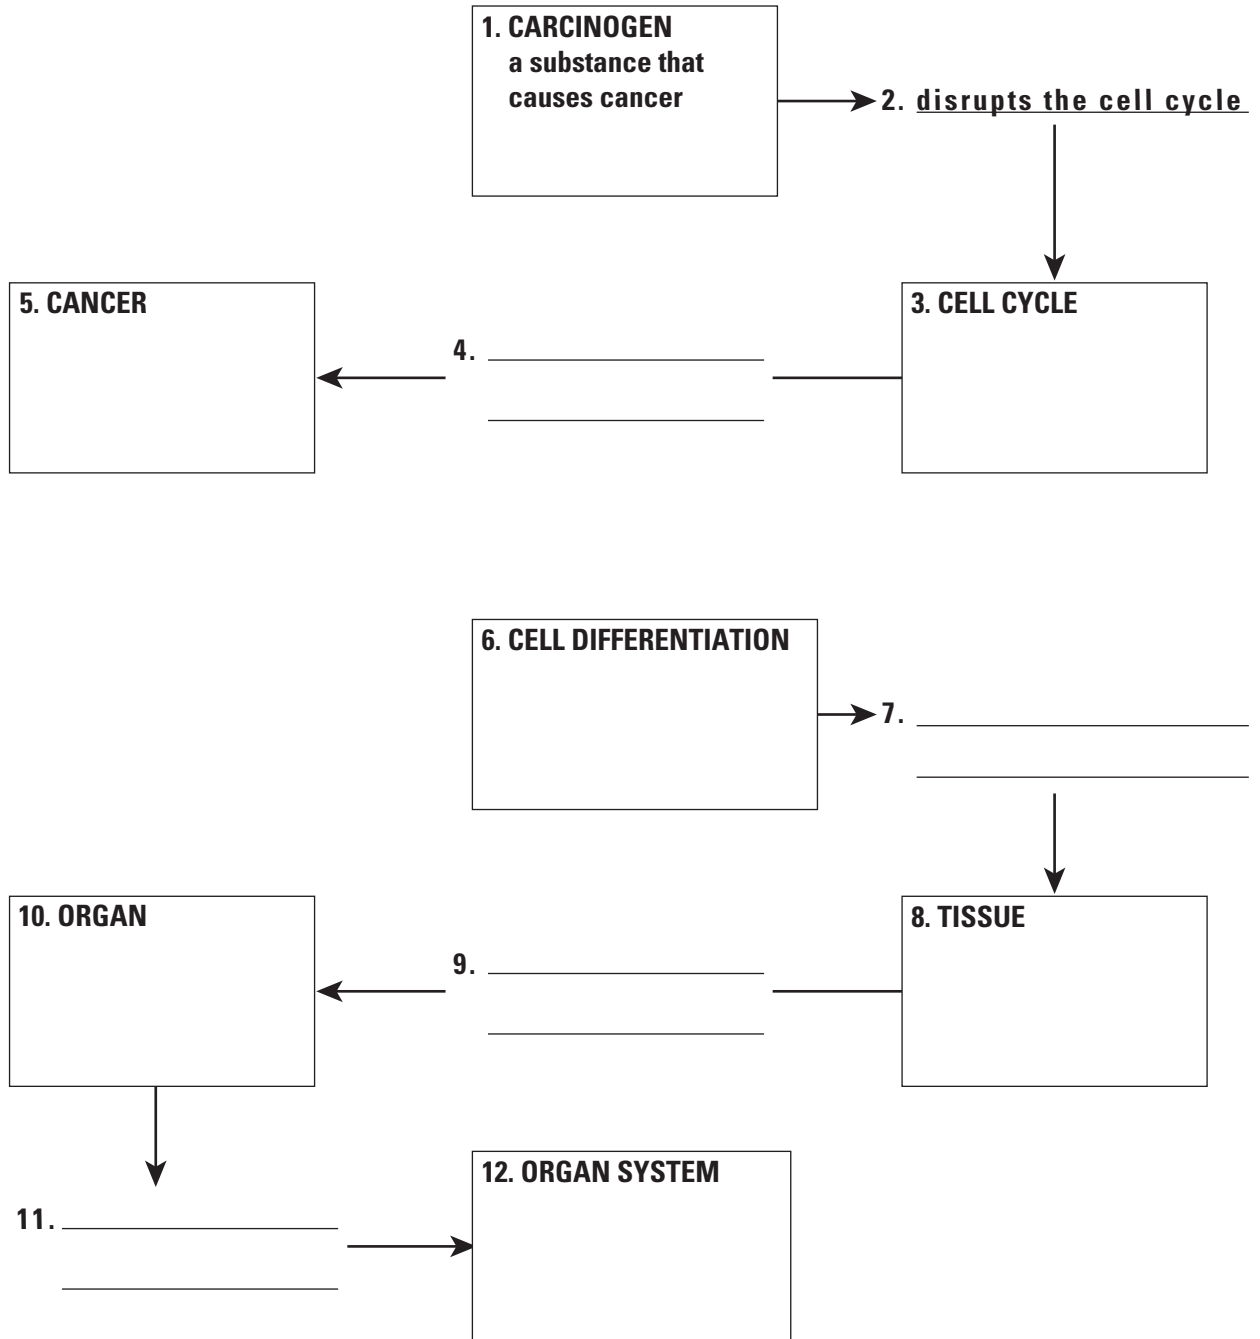 1. CARCINOGEN
a substance that
causes cancer
2. disrupts the cell cycle
5. CANCER
4.
3. CELL CYCLE
6. CELL DIFFERENTIATION
7.
10. ORGAN
9.
8. TISSUE
11.
12. ORGAN SYSTEM